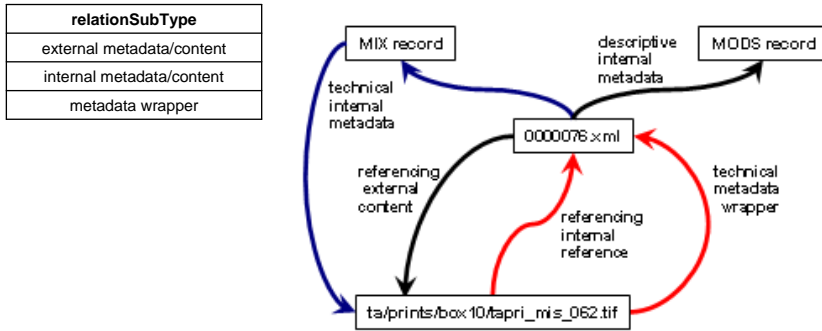 relationSubType
external metadata/content
internal metadata/content
metadata wrapper
MIX record
MODS record
descriptive
internal
metadata
technical
internal
metadata
0000076.xml
referencing
external
content
technical
metadata
wrapper
referencing
internal
reference
ta/prints/box10/tapri_mis_062.tif